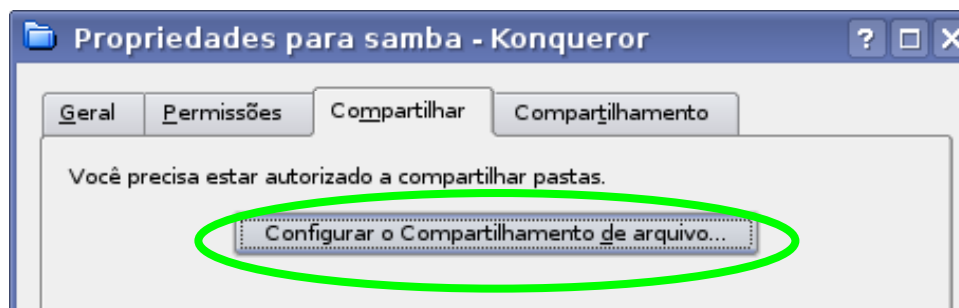 Propriedades para samba - Konqueror
Geral Permissões Compartilhar Compartilhamento
Você precisa estar autorizado a compartilhar pastas.
Configurar o Compartilhamento de arquivo...